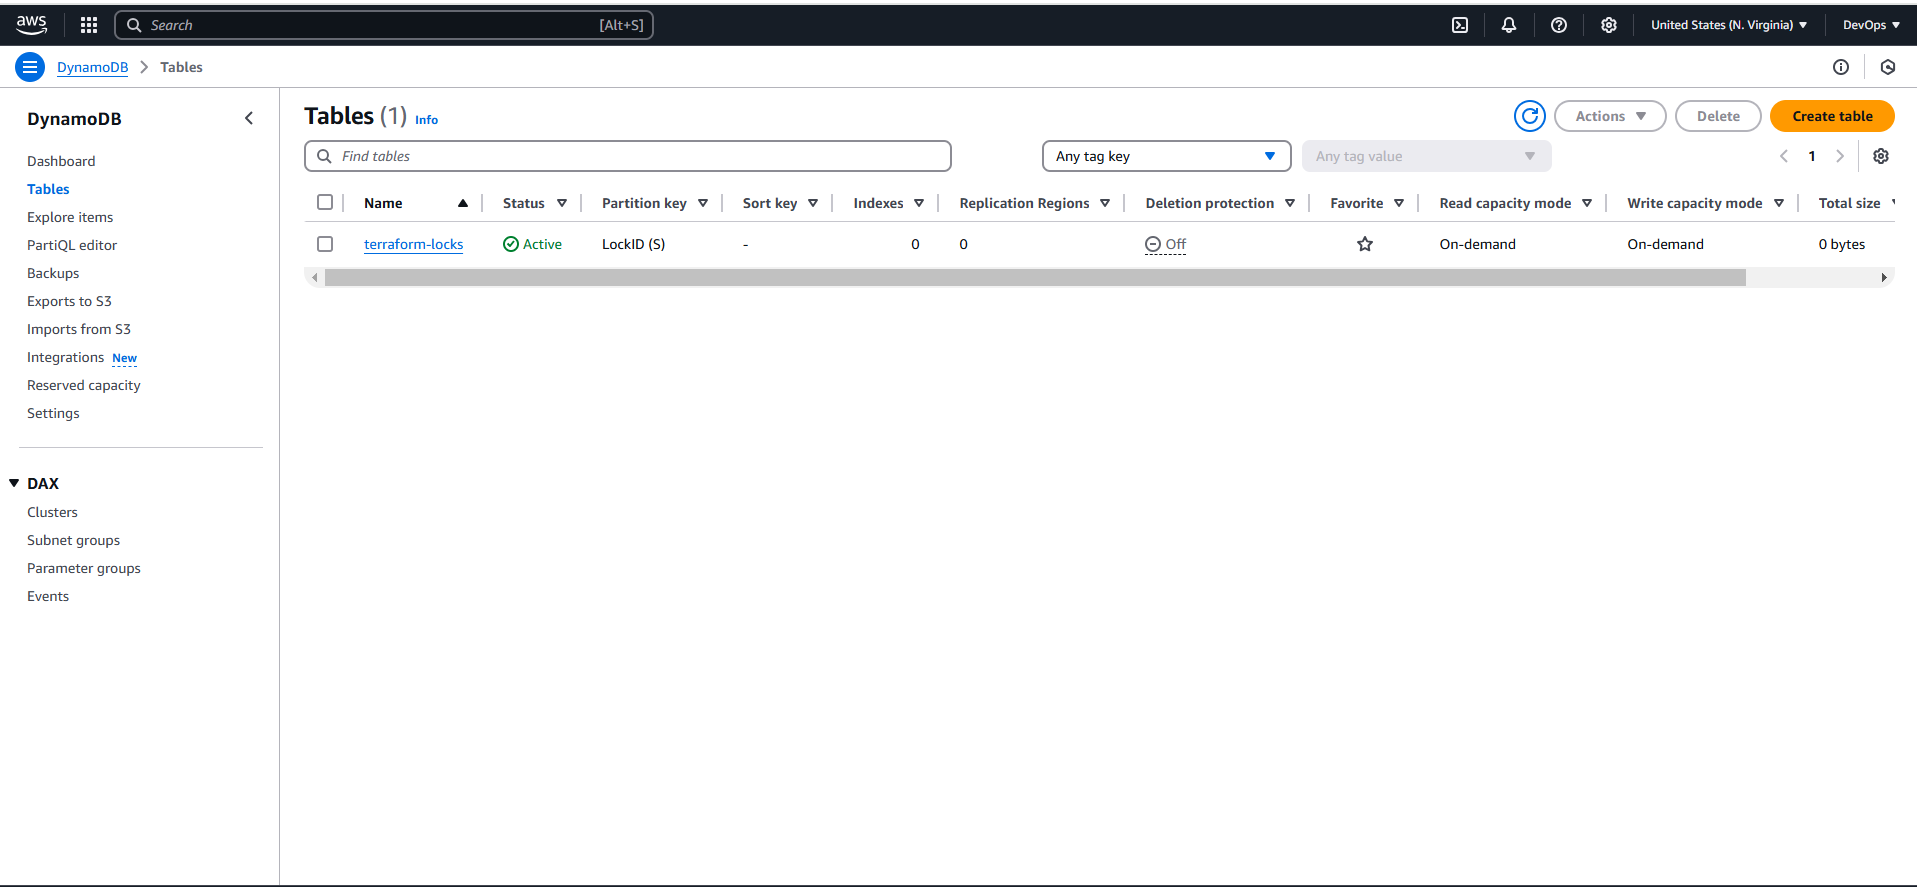 aws Search [Alt+S] United States (N. Virginia) DevOps
DynamoDB Tables
DynamoDB
Dashboard
Tables
Explore items
PartiQL editor
Backups
Exports to S3
Imports from S3
Integrations New
Reserved capacity
Settings
DAX
Clusters
Subnet groups
Parameter groups
Events
Tables (1) Info Actions Delete Create table
Find tables Any tag key Any tag value 1
Name Status Partition key Sort key Indexes Replication Regions Deletion protection Favorite Read capacity mode Write capacity mode Total size
terraform-locks Active LockID (S) - 0 0 Off On-demand On-demand 0 bytes